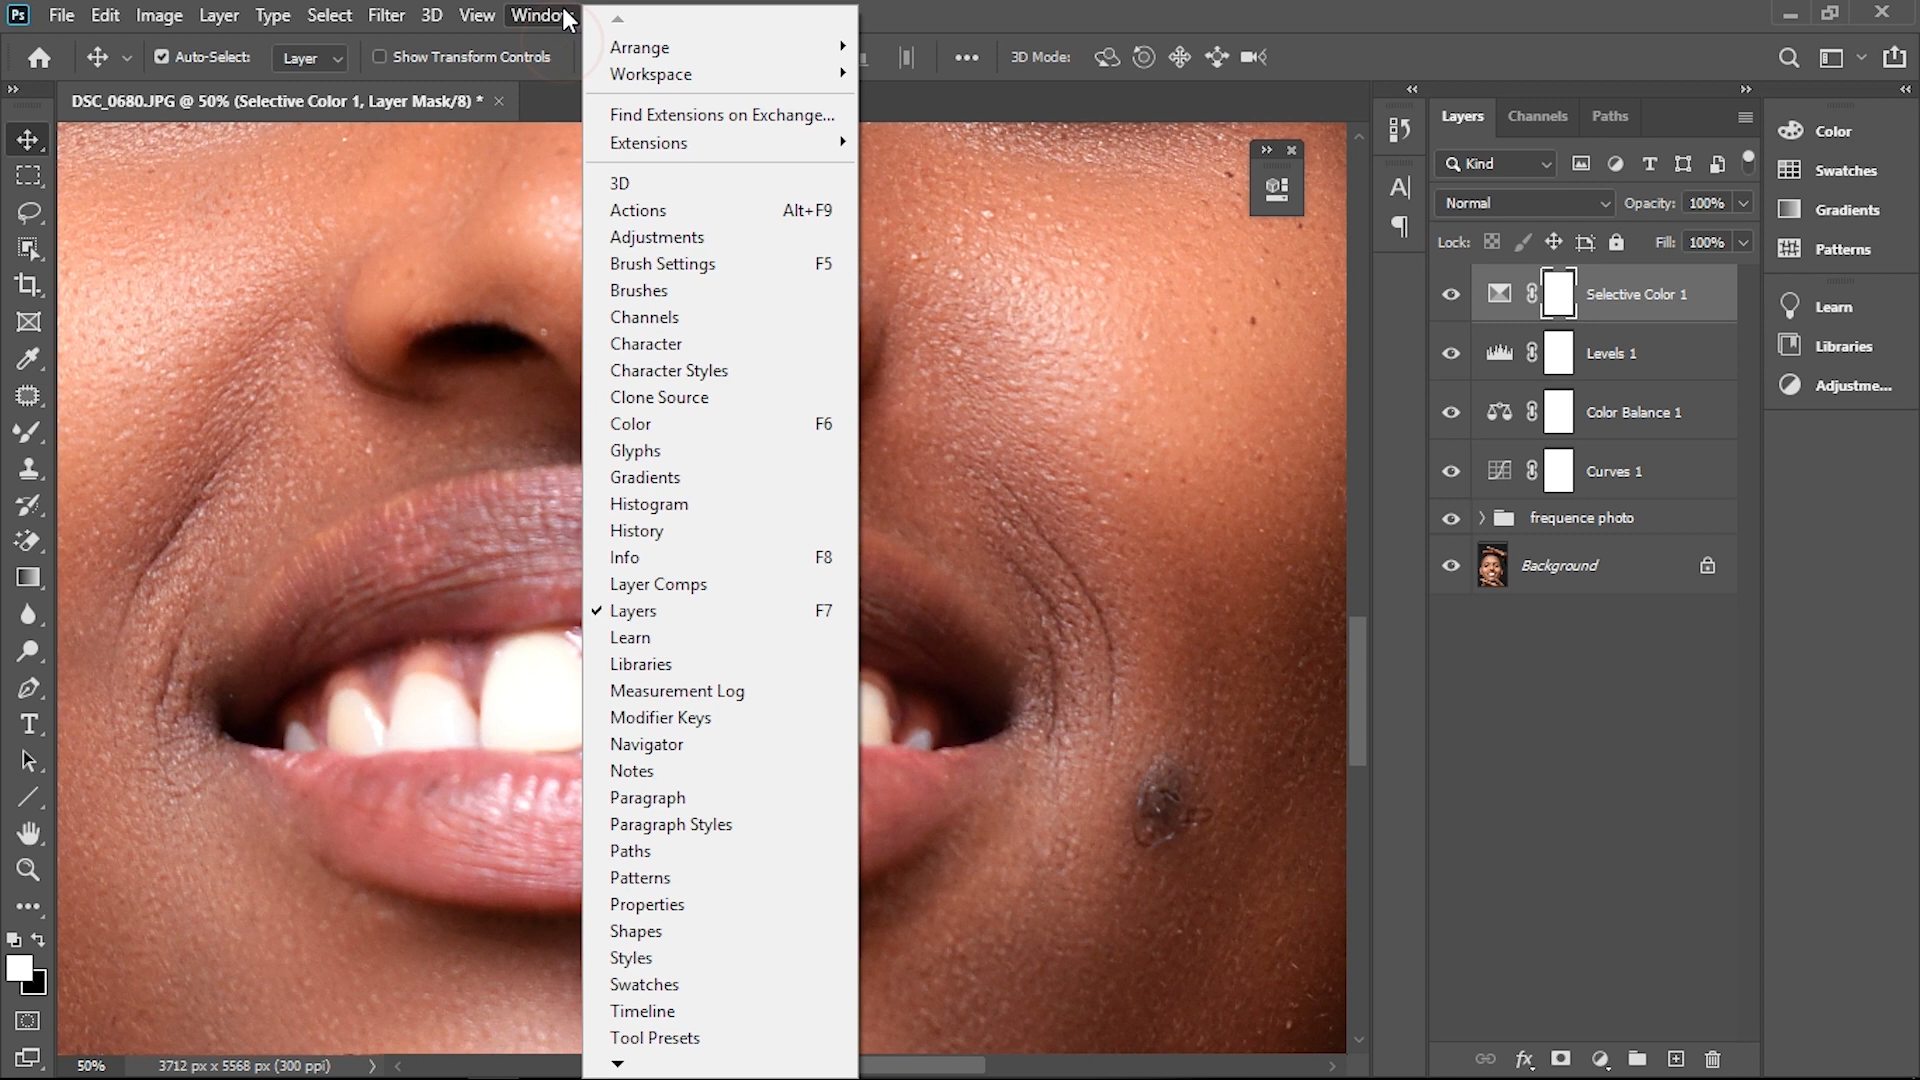 Ps File Edit Image Layer Type Select Filter 3D View Window
Auto-Select: Layer Show Transform Controls 3D Mode:
DSC_0680.JPG @ 50% (Selective Color 1, Layer Mask/8) *
Arrange
Workspace
Find Extensions on Exchange...
Extensions
3D
Actions Alt+F9
Adjustments
Brush Settings F5
Brushes
Channels
Character
Character Styles
Clone Source
Color F6
Glyphs
Gradients
Histogram
History
Info F8
Layer Comps
Layers F7
Learn
Libraries
Measurement Log
Modifier Keys
Navigator
Notes
Paragraph
Paragraph Styles
Paths
Patterns
Properties
Shapes
Styles
Swatches
Timeline
Tool Presets
Layers Channels Paths
Kind
Normal Opacity: 100%
Lock: Fill: 100%
Selective Color 1
Levels 1
Color Balance 1
Curves 1
frequence photo
Background
Color
Swatches
Gradients
Patterns
Learn
Libraries
Adjustme...
50% 3712 px x 5568 px (300 ppi)